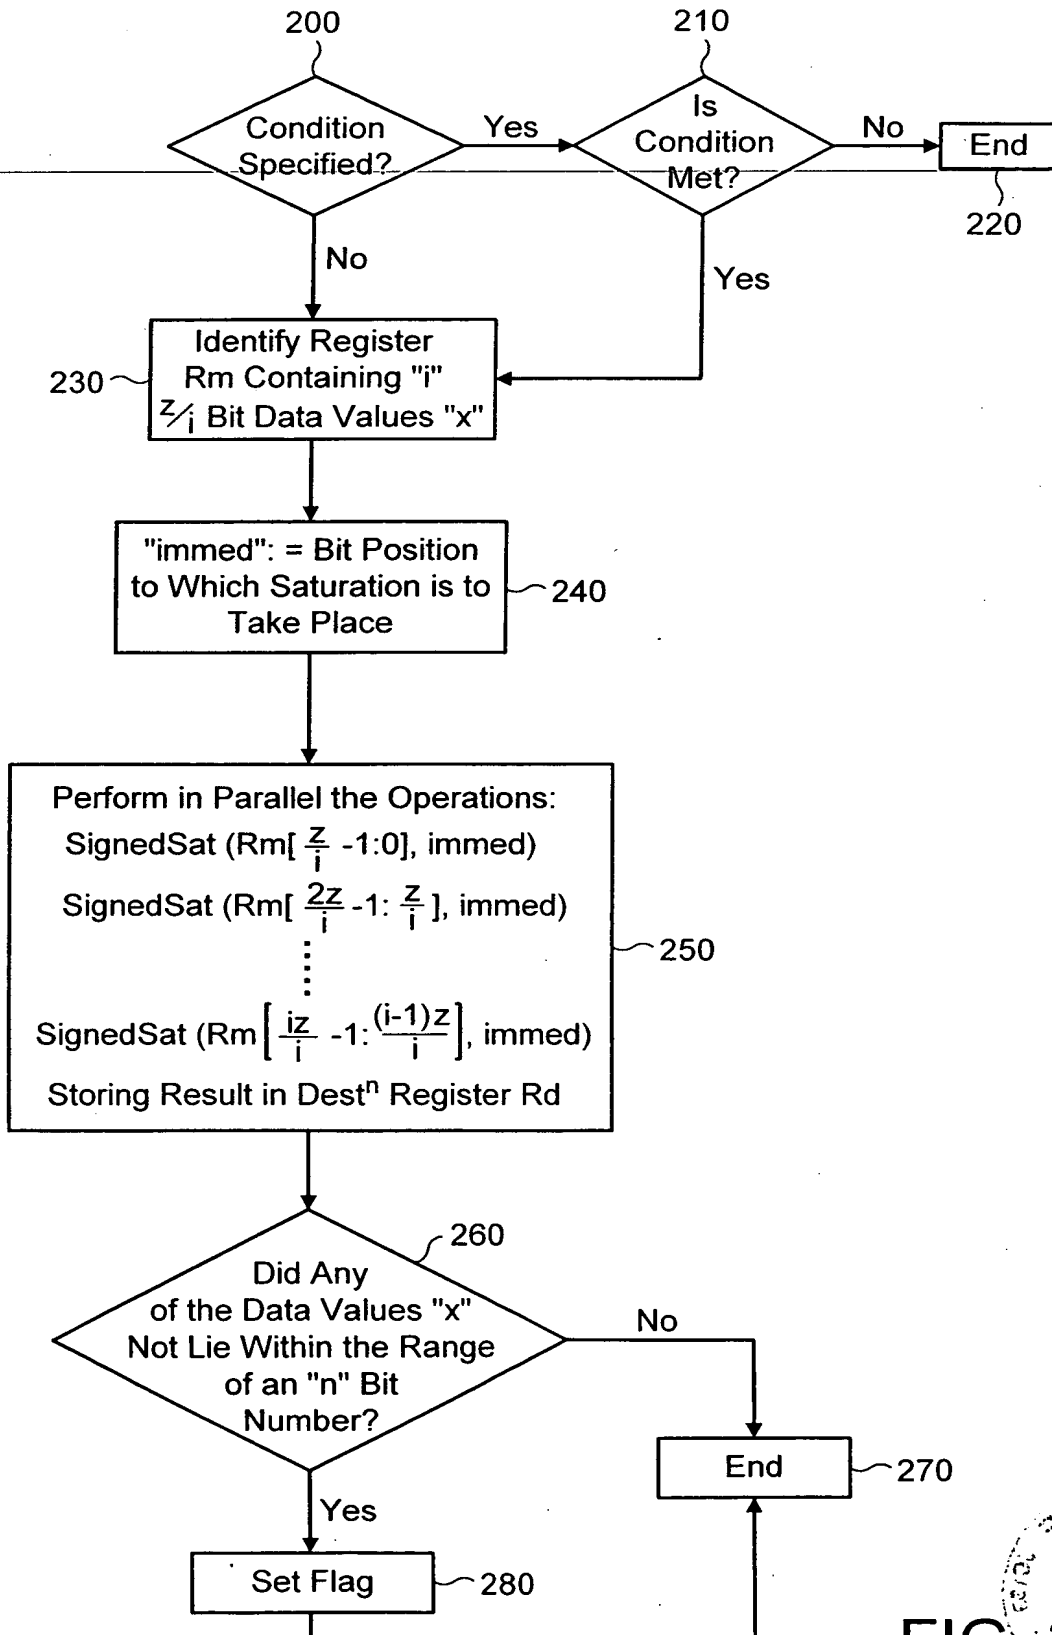 200
210
Condition
Specified?
Yes
Is
Condition
Met?
No
End
220
No
Yes
230
Identify Register
Rm Containing "i"
z/i Bit Data Values "x"
"immed": = Bit Position
to Which Saturation is to
Take Place
240
Perform in Parallel the Operations:
SignedSat (Rm[ z/i -1:0], immed)
SignedSat (Rm[ 2z/i -1: z/i ], immed)
SignedSat (Rm [ iz/i -1: (i-1)z/i ], immed)
Storing Result in Destⁿ Register Rd
250
260
Did Any
of the Data Values "x"
Not Lie Within the Range
of an "n" Bit
Number?
No
End
270
Yes
Set Flag
280